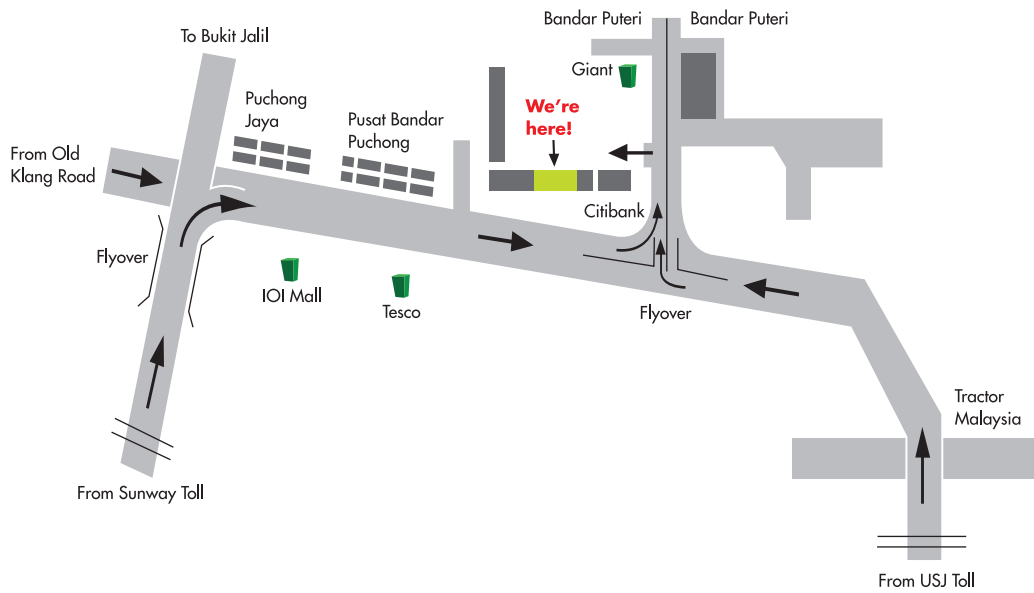 Bandar Puteri
Bandar Puteri
To Bukit Jalil
Giant
Puchong
Jaya
We're
here!
Pusat Bandar
Puchong
From Old
Klang Road
Citibank
Flyover
IOI Mall
Tesco
Flyover
Tractor
Malaysia
From Sunway Toll
From USJ Toll